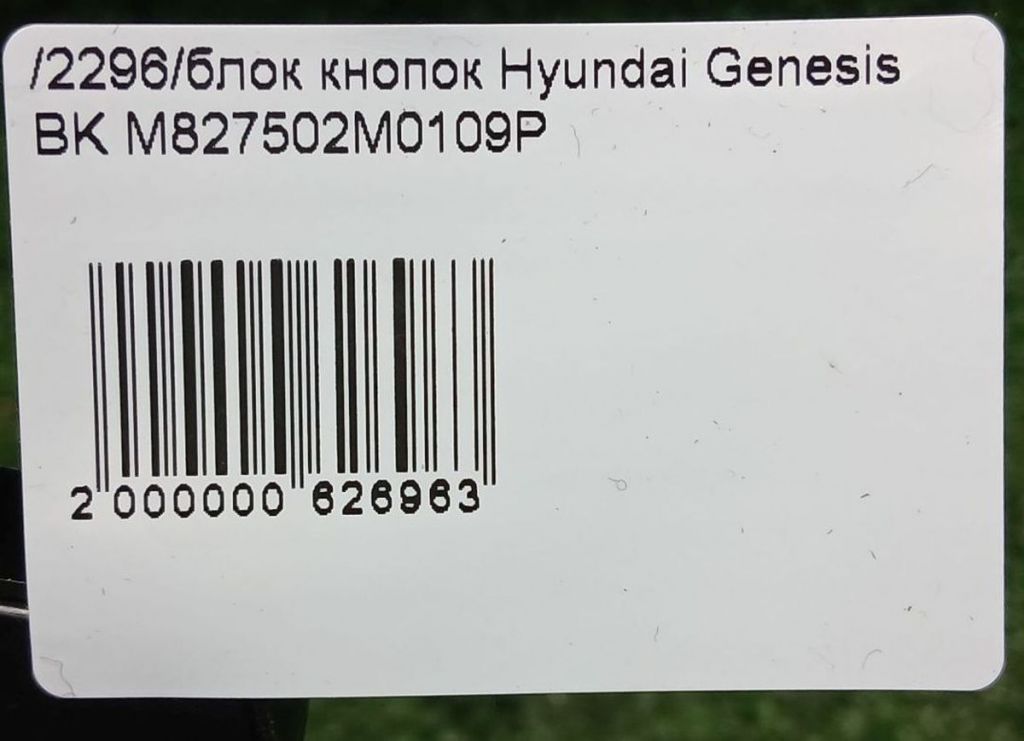 /2296/блок кнопок Hyundai Genesis
BK M827502M0109P
2 000000 626963